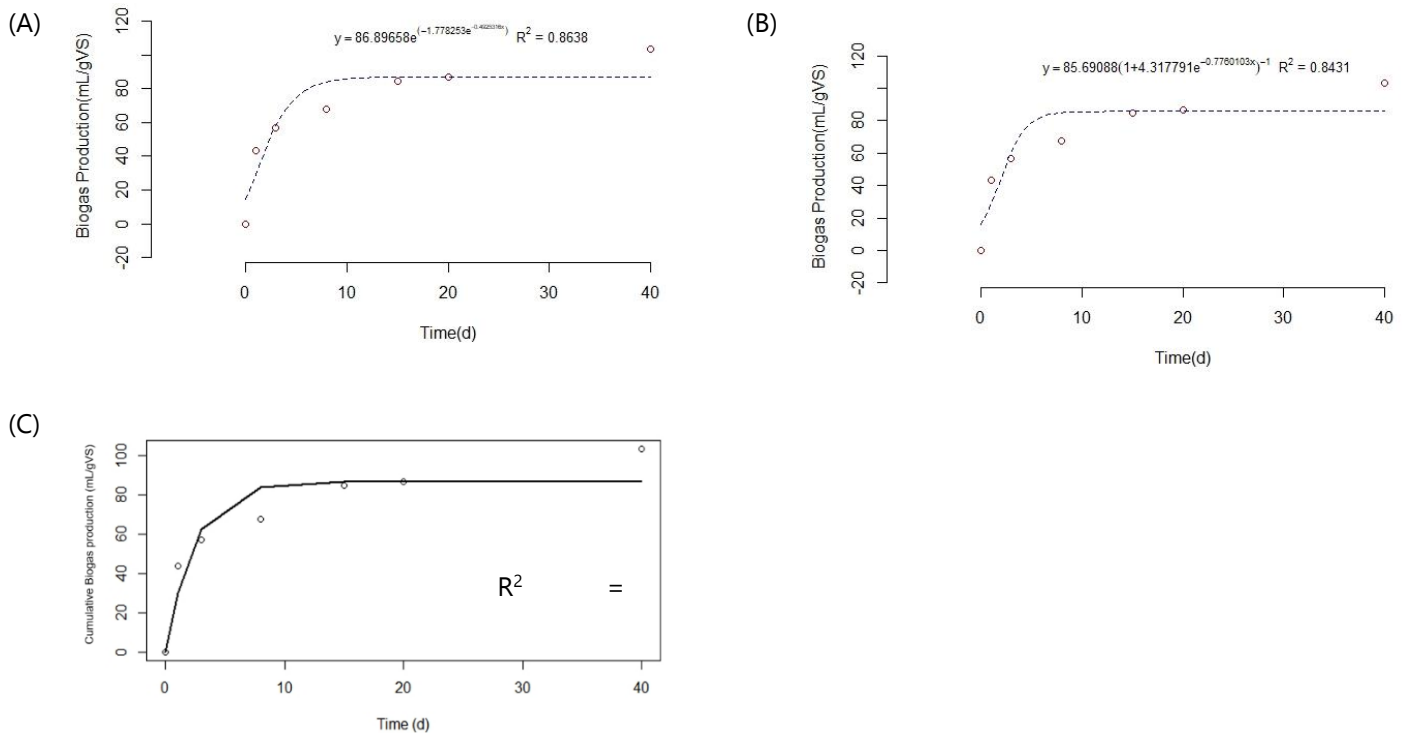 (A)
120
100
80
60
40
20
0
-20
Biogas Production(mL/gVS)
y = 86.89658e^(−1.778253e^-0.4925316x) R² = 0.8638
0 10 20 30 40
Time(d)
(B)
120
80
60
40
20
0
-20
Biogas Production(mL/gVS)
y = 85.69088(1+4.317791e^−0.7760103x)^−1 R² = 0.8431
0 10 20 30 40
Time(d)
(C)
100
80
60
40
20
0
Cumulative Biogas production (mL/gVS)
R² =
0 10 20 30 40
Time (d)